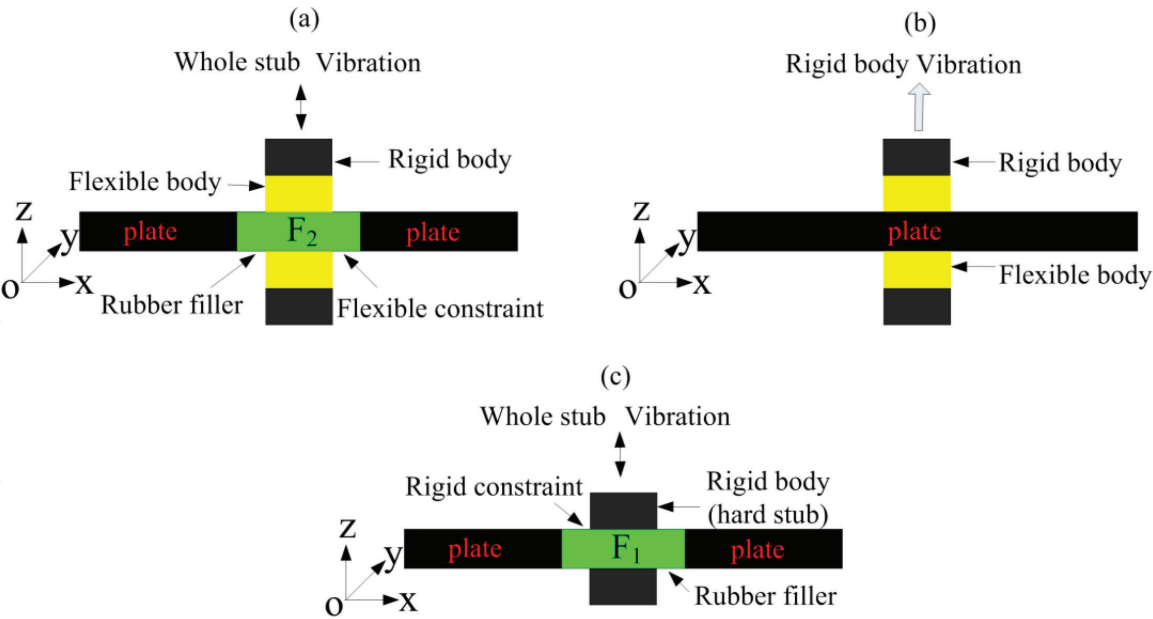 (a)
Whole stub Vibration
Rigid body
Flexible body
z
y
plate
F₂
plate
o
x
Rubber filler
Flexible constraint
(b)
Rigid body Vibration
Rigid body
z
y
plate
o
x
Flexible body
(c)
Whole stub Vibration
Rigid constraint
Rigid body
(hard stub)
z
y
plate
F₁
plate
o
x
Rubber filler